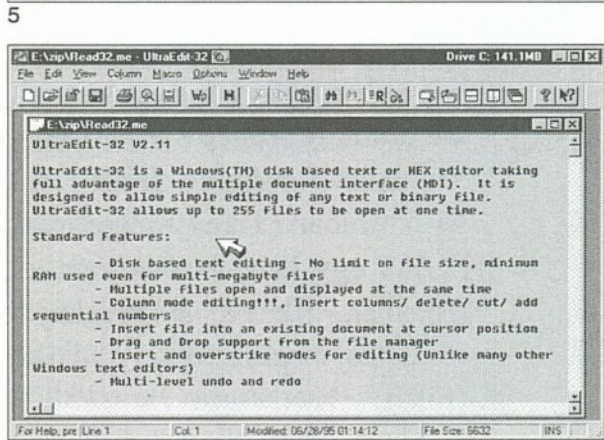 5
E:\zip\Read32.me - UltraEdit-32
Drive C: 141.1MB
File Edit View Column Macro Options Window Help
Wp H R
E:\zip\Read32.me
UltraEdit-32 V2.11
UltraEdit-32 is a Windows(TM) disk based text or HEX editor taking
full advantage of the multiple document interface (MDI). It is
designed to allow simple editing of any text or binary file.
UltraEdit-32 allows up to 255 files to be open at one time.
Standard Features:
- Disk based text editing - No limit on file size, minimum
RAM used even for multi-megabyte files
- Multiple files open and displayed at the same time
- Column mode editing!!!, Insert columns/ delete/ cut/ add
sequential numbers
- Insert file into an existing document at cursor position
- Drag and Drop support from the file manager
- Insert and overstrike modes for editing (Unlike many other
Windows text editors)
- Multi-level undo and redo
For Help, pre Line 1 Col. 1 Modified: 06/28/95 01:14:12 File Size: 6632 INS